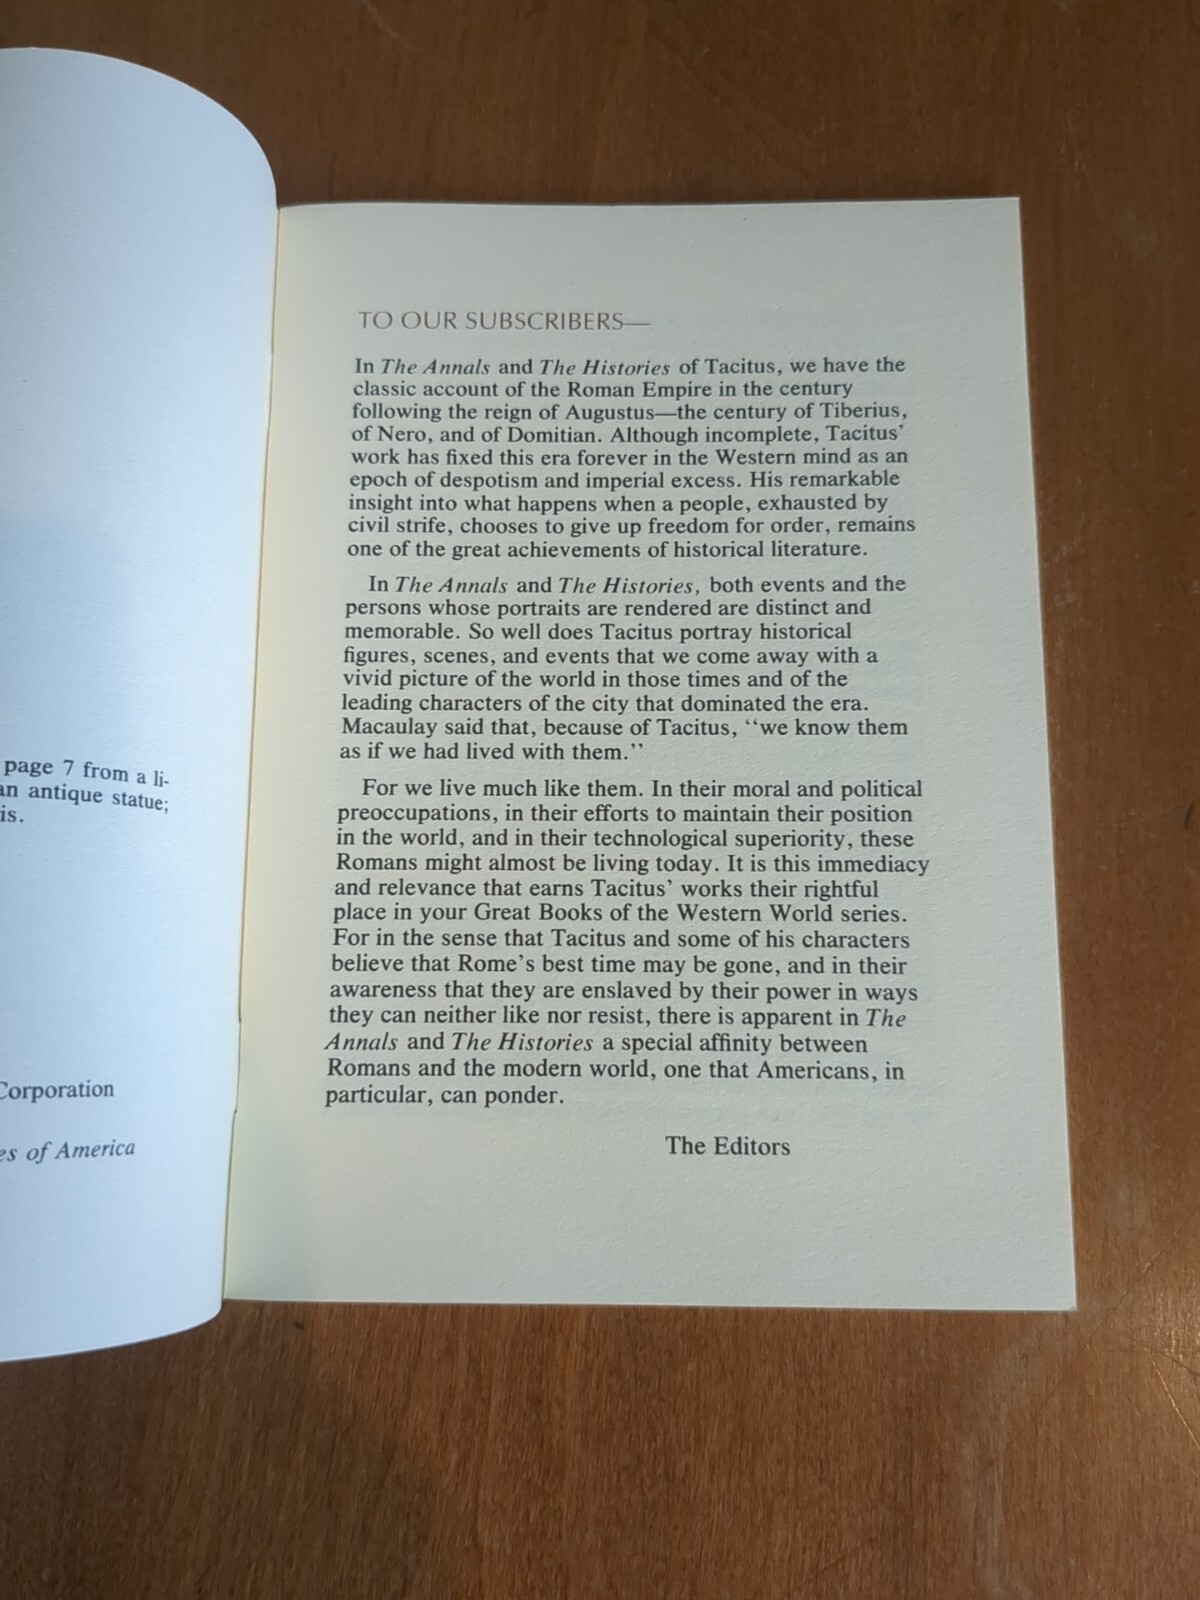 page 7 from a li-
an antique statue;
is.
Corporation
es of America
TO OUR SUBSCRIBERS—
In The Annals and The Histories of Tacitus, we have the
classic account of the Roman Empire in the century
following the reign of Augustus—the century of Tiberius,
of Nero, and of Domitian. Although incomplete, Tacitus'
work has fixed this era forever in the Western mind as an
epoch of despotism and imperial excess. His remarkable
insight into what happens when a people, exhausted by
civil strife, chooses to give up freedom for order, remains
one of the great achievements of historical literature.
In The Annals and The Histories, both events and the
persons whose portraits are rendered are distinct and
memorable. So well does Tacitus portray historical
figures, scenes, and events that we come away with a
vivid picture of the world in those times and of the
leading characters of the city that dominated the era.
Macaulay said that, because of Tacitus, ‘‘we know them
as if we had lived with them.’’
For we live much like them. In their moral and political
preoccupations, in their efforts to maintain their position
in the world, and in their technological superiority, these
Romans might almost be living today. It is this immediacy
and relevance that earns Tacitus' works their rightful
place in your Great Books of the Western World series.
For in the sense that Tacitus and some of his characters
believe that Rome's best time may be gone, and in their
awareness that they are enslaved by their power in ways
they can neither like nor resist, there is apparent in The
Annals and The Histories a special affinity between
Romans and the modern world, one that Americans, in
particular, can ponder.
The Editors